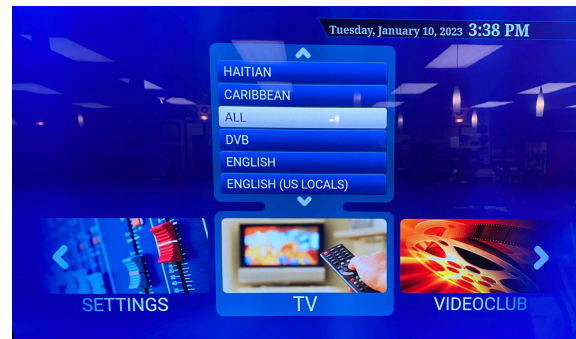 Tuesday, January 10, 2023 3:38 PM
HAITIAN
CARIBBEAN
ALL
DVB
ENGLISH
ENGLISH (US LOCALS)
SETTINGS
TV
VIDEOCLUB